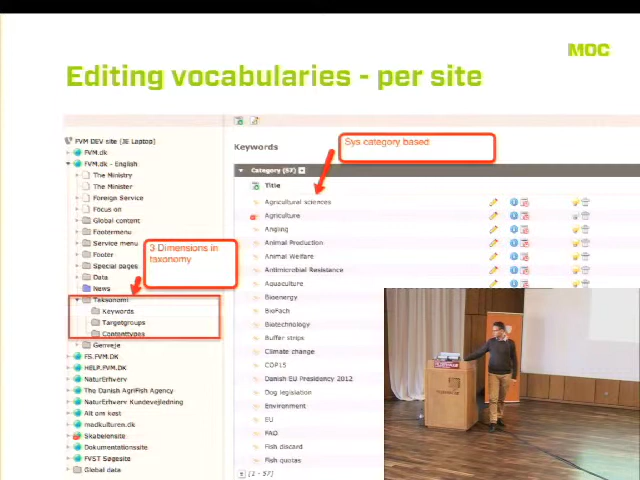 MOC
Editing vocabularies - per site
FVM DEV site [JE Laptop]
FVM.dk
FVM.dk - English
The Ministry
The Minister
Foreign Service
Focus on
Global content
Footermenu
Service menu
Footer
Special pages
Data
News
Taksonomi
Keywords
Targetgroups
Contenttypes
Genveje
FS.FVM.DK
HELP.FVM.DK
NaturErhverv
The Danish AgriFish Agency
NaturErhverv Kundevejledning
Alt om kost
madkulturen.dk
Skabelonsite
Dokumentationssite
FVST Søgesite
Global data
3 Dimensions in
taxonomy
Keywords
Sys category based
Category (57)
Title
Agricultural sciences
Agriculture
Angling
Animal Production
Animal Welfare
Antimicrobial Resistance
Aquaculture
Bioenergy
BioFach
Biotechnology
Buffer strips
Climate change
COP15
Danish EU Presidency 2012
Dog legislation
Environment
EU
FAO
Fish discard
Fish quotas
[1 - 57]